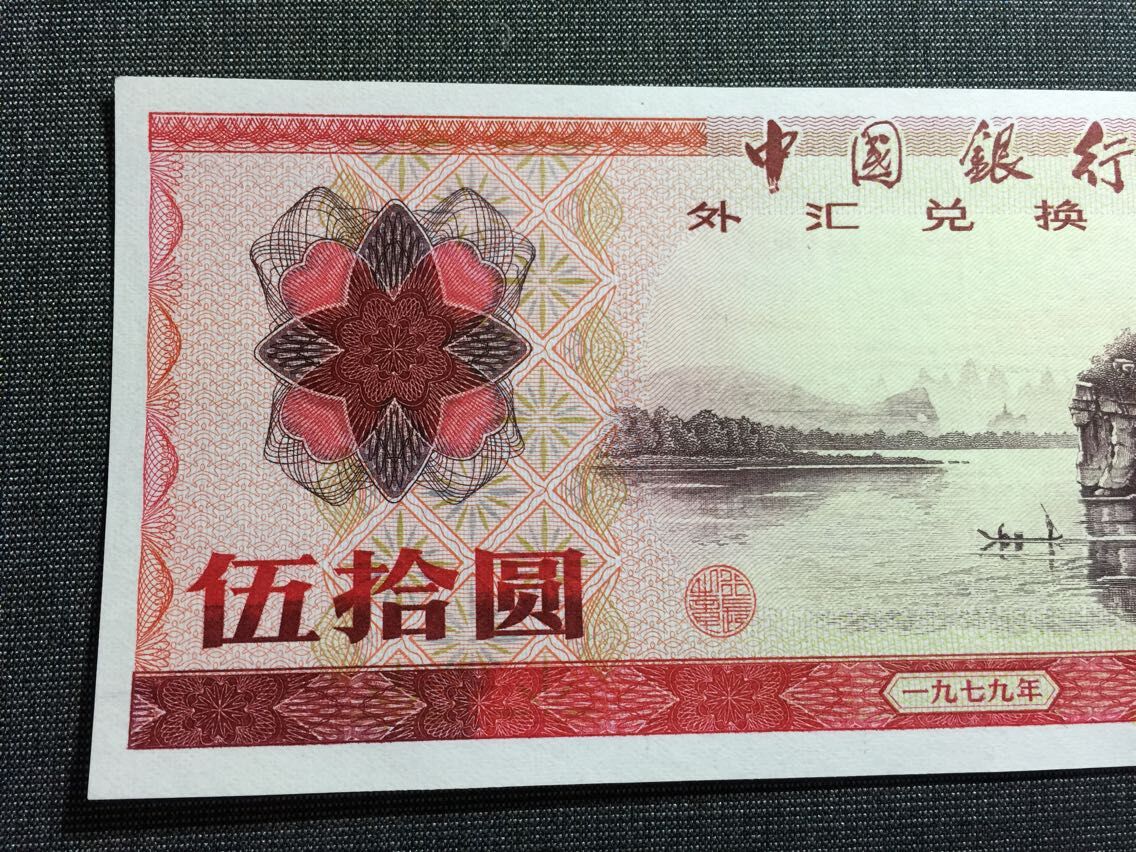 中國銀行
外汇兑换
伍拾圆
一九七九年